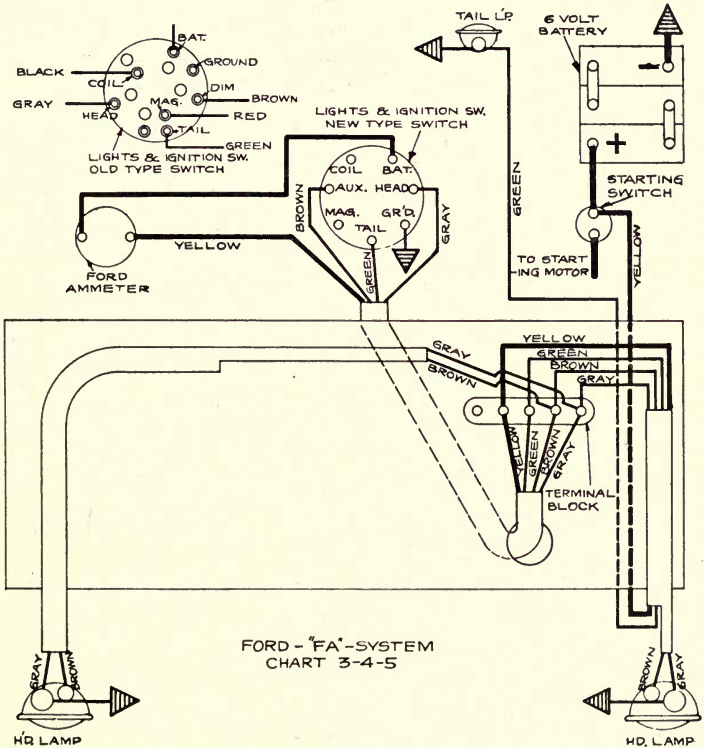 TAIL L'P.
6 VOLT
BATTERY
BAT.
GROUND
BLACK
COIL
DIM
GRAY
HEAD
MAG.
BROWN
RED
TAIL
GREEN
LIGHTS & IGNITION SW.
OLD TYPE SWITCH
LIGHTS & IGNITION SW.
NEW TYPE SWITCH
COIL
BAT.
AUX.
HEAD
MAG.
GR'D.
TAIL
BROWN
GREEN
GRAY
GREEN
+
STARTING
SWITCH
YELLOW
TO START
-ING MOTOR
YELLOW
FORD
AMMETER
GRAY
BROWN
YELLOW
GREEN
BROWN
GRAY
YELLOW
GREEN
BROWN
GRAY
TERMINAL
BLOCK
FORD-"FA"-SYSTEM
CHART 3-4-5
GRAY
BROWN
H'D. LAMP
BROWN
GRAY
HD. LAMP